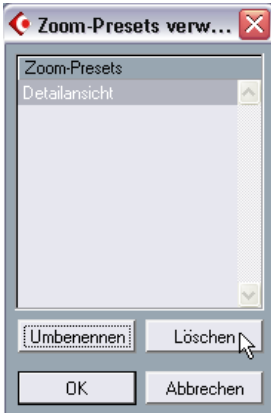 Zoom-Presets verw...
Zoom-Presets
Detailansicht
Umbenennen Löschen
OK Abbrechen